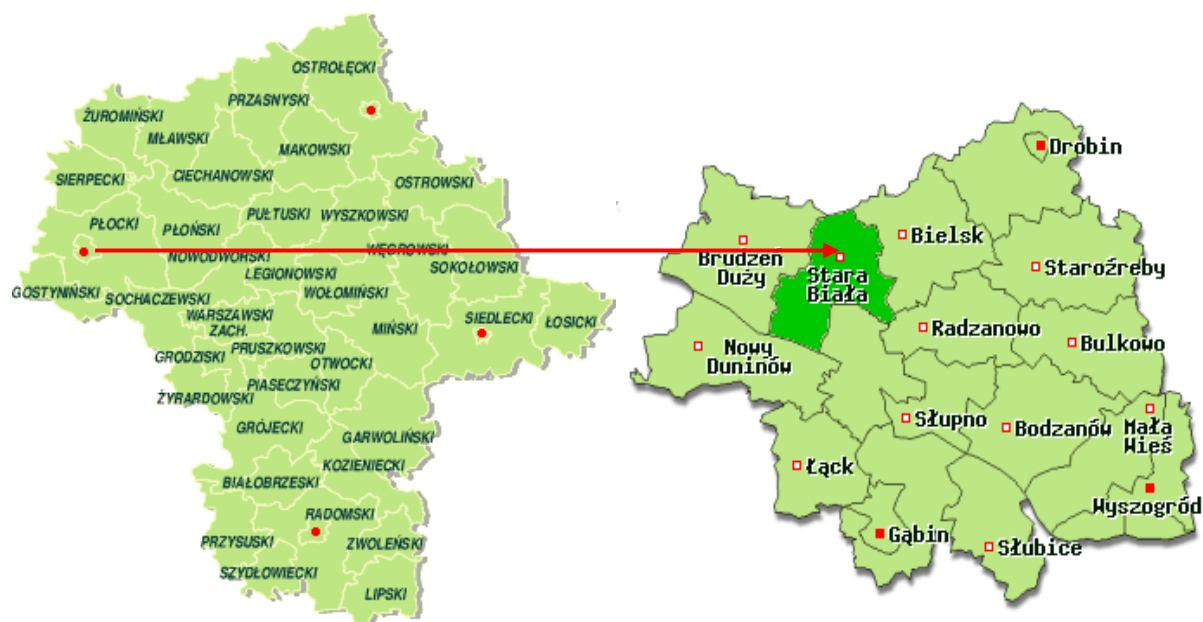 OSTROŁĘCKI
PRZASNYSKI
ŻUROMIŃSKI
MŁAWSKI
MAKOWSKI
CIECHANOWSKI
SIERPECKI
OSTROWSKI
PUŁTUSKI
WYSZKOWSKI
PŁOCKI
PŁOŃSKI
WĘGROWSKI
NOWODWORSKI
SOKOŁOWSKI
LEGIONOWSKI
GOSTYNIŃSKI
SOCHACZEWSKI
WOŁOMIŃSKI
WARSZAWSKI
ZACH.
MIŃSKI
SIEDLECKI
ŁOSICKI
PRUSZKOWSKI
GRODZISKI
OTWOCKI
PIASECZYŃSKI
ŻYRARDOWSKI
GRÓJECKI
GARWOLIŃSKI
KOZIENICKI
BIAŁOBRZESKI
RADOMSKI
PRZYSUSKI
ZWOLEŃSKI
SZYDŁOWIECKI
LIPSKI
Drobin
Bielsk
Brudzeń
Duży
Stara
Biała
Staroźreby
Radzanowo
Bulkowo
Nowy
Duninów
Słupno
Bodzanów
Mała
Wieś
Łąck
Wyszogród
Gąbin
Słubice